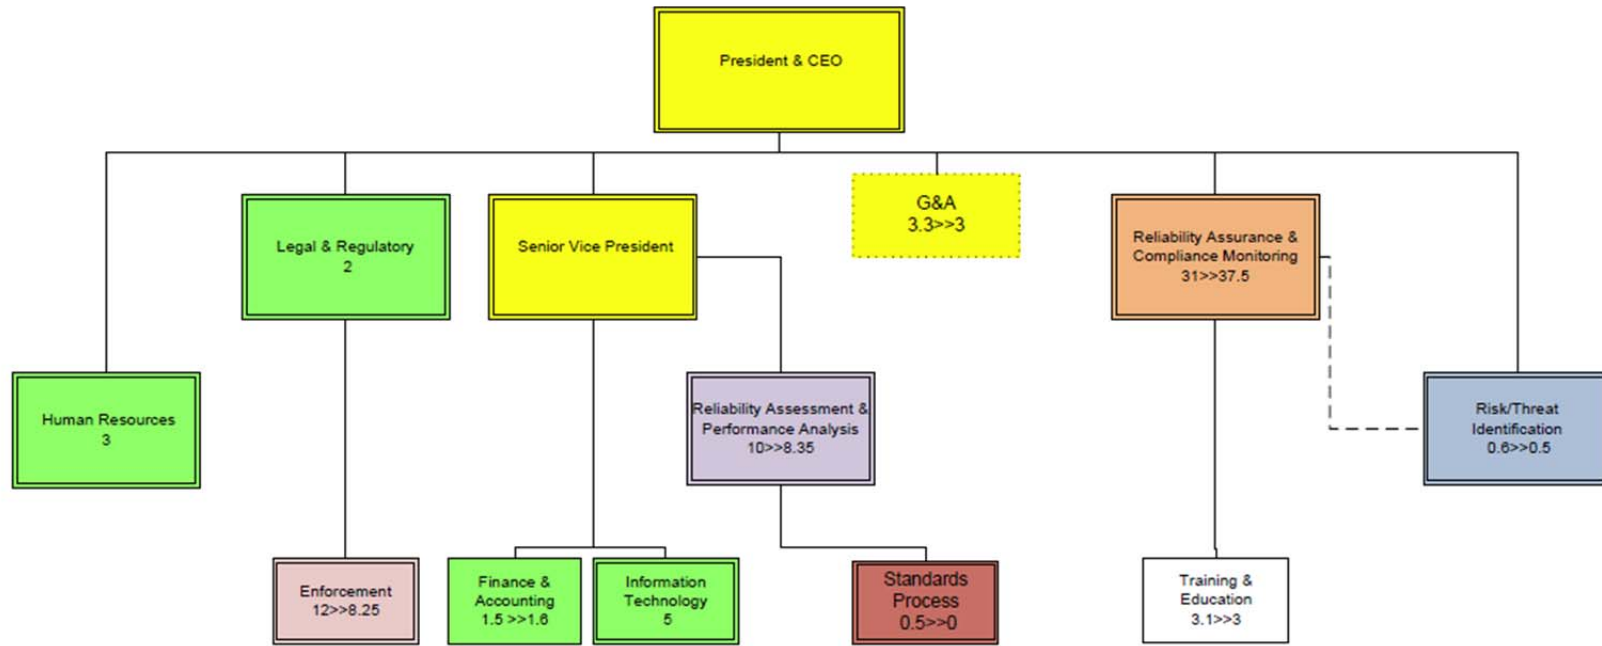 President & CEO
G&A
3.3>>3
Legal & Regulatory
2
Senior Vice President
Reliability Assurance &
Compliance Monitoring
31>>37.5
Human Resources
3
Reliability Assessment &
Performance Analysis
10>>8.35
Risk/Threat
Identification
0.6>>0.5
Enforcement
12>>8.25
Finance &
Accounting
1.5 >>1.6
Information
Technology
5
Standards
Process
0.5>>0
Training &
Education
3.1>>3